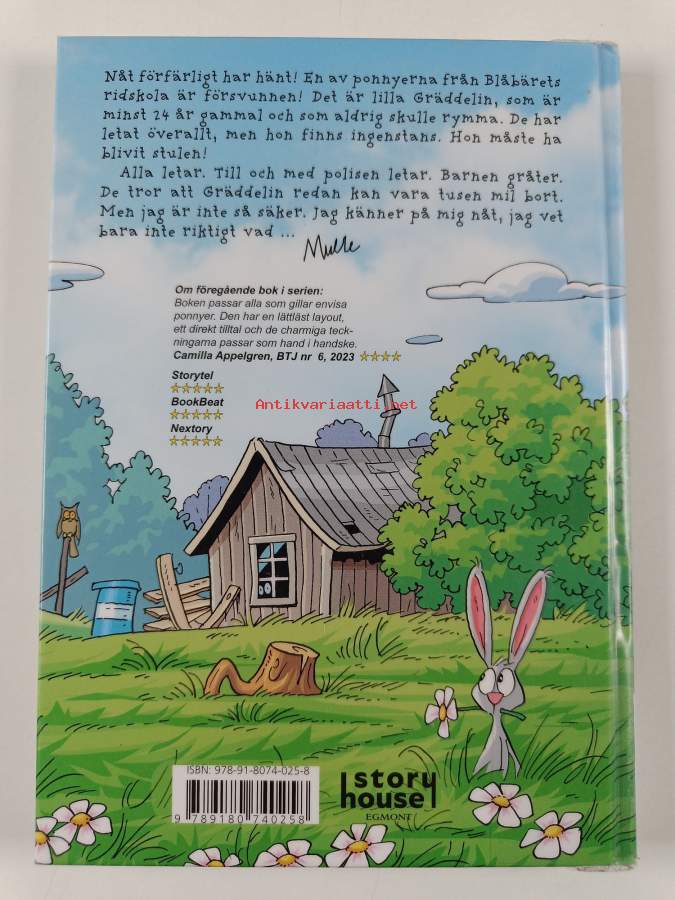 Nåt förfärligt har hänt! En av ponnyerna från Blåbärets
ridskola är försvunnen! Det är lilla Gräddelin, som är
minst 24 år gammal och som aldrig skulle rymma. De har
letat överallt, men hon finns ingenstans. Hon måste ha
blivit stulen!
Alla letar. Till och med polisen letar. Barnen gråter.
De tror att Gräddelin redan kan vara tusen mil bort.
Men jag är inte så säker. Jag känner på mig nåt, jag vet
bara inte riktigt vad ...
Mulle
Om föregående bok i serien:
Boken passar alla som gillar envisa
ponnyer. Den har en lättläst layout,
ett direkt tilltal och de charmiga teck-
ningarna passar som hand i handske.
Camilla Appelgren, BTJ nr 6, 2023
Storytel
BookBeat
Antikvariaatti.net
Nextory
ISBN: 978-91-8074-025-8
9 789180 740258
story
house
EGMONT